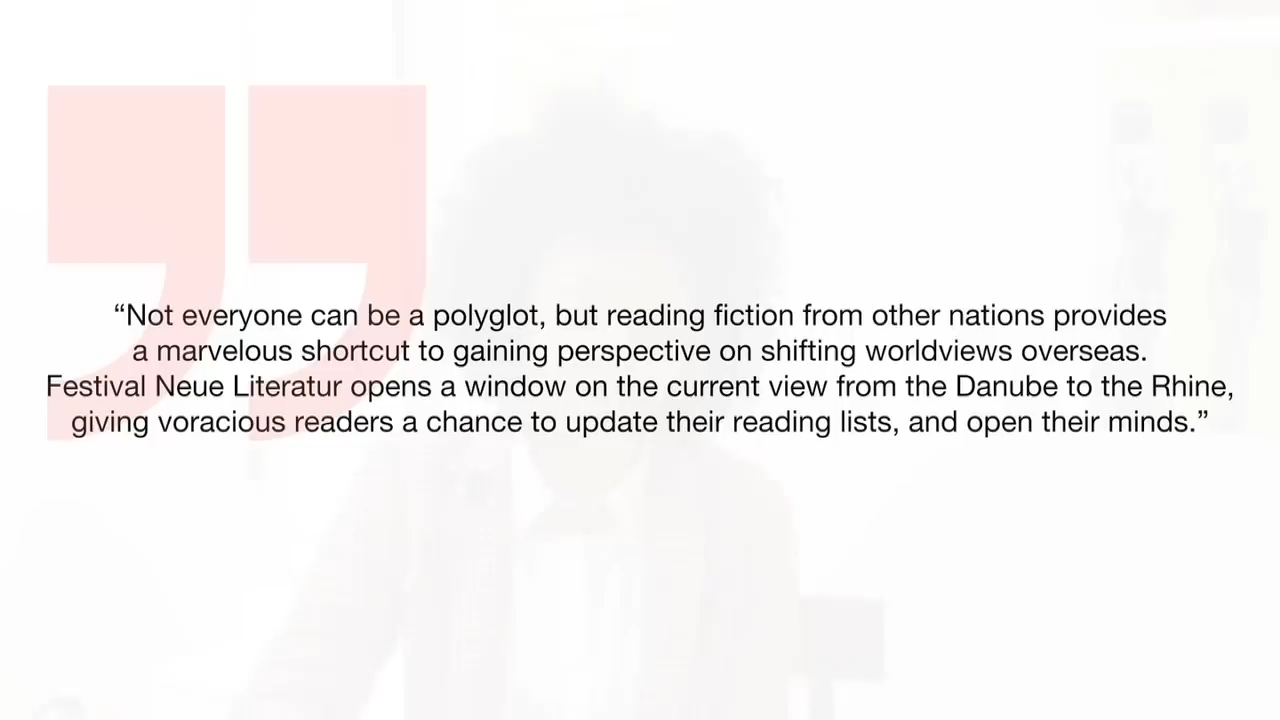 “Not everyone can be a polyglot, but reading fiction from other nations provides
a marvelous shortcut to gaining perspective on shifting worldviews overseas.
Festival Neue Literatur opens a window on the current view from the Danube to the Rhine,
giving voracious readers a chance to update their reading lists, and open their minds.”